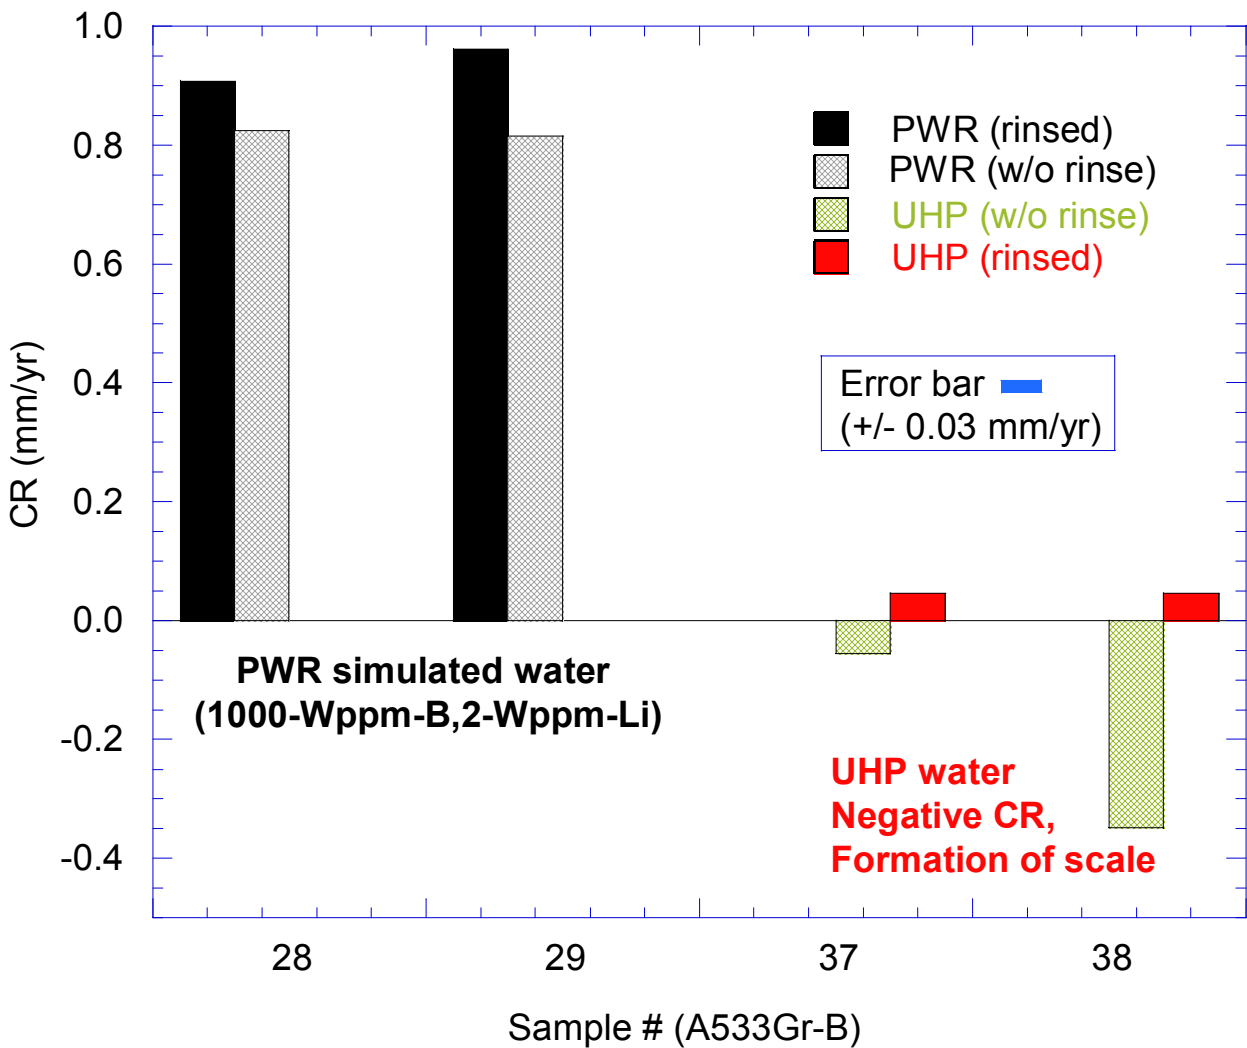 1.0
0.8
0.6
0.4
0.2
0.0
-0.2
-0.4
CR (mm/yr)
PWR (rinsed)
PWR (w/o rinse)
UHP (w/o rinse)
UHP (rinsed)
Error bar
(+/- 0.03 mm/yr)
PWR simulated water
(1000-Wppm-B,2-Wppm-Li)
UHP water
Negative CR,
Formation of scale
28 29 37 38
Sample # (A533Gr-B)